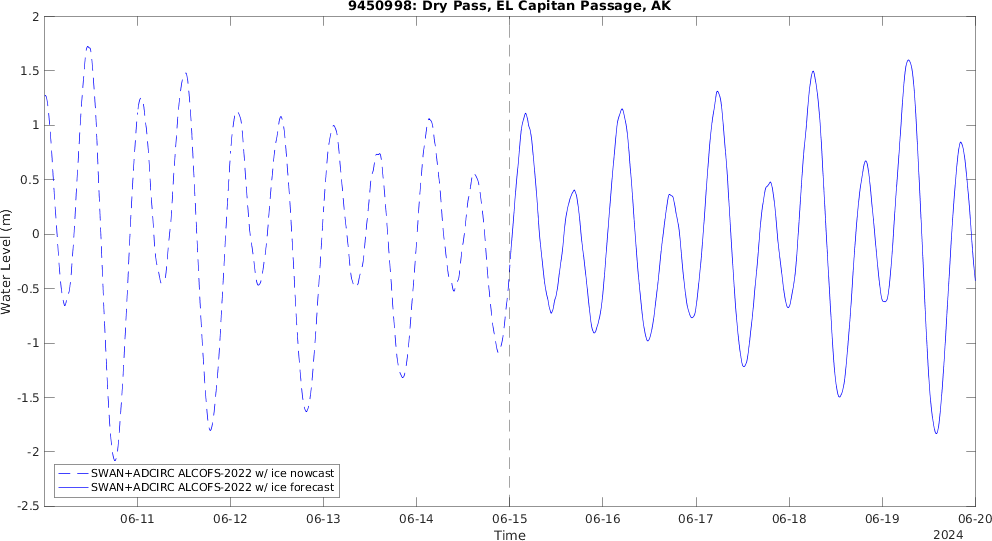 9450998: Dry Pass, EL Capitan Passage, AK
2
1.5
1
0.5
0
-0.5
-1
-1.5
-2
-2.5
Water Level (m)
SWAN+ADCIRC ALCOFS-2022 w/ ice nowcast
SWAN+ADCIRC ALCOFS-2022 w/ ice forecast
06-11 06-12 06-13 06-14 06-15 06-16 06-17 06-18 06-19 06-20
Time
2024